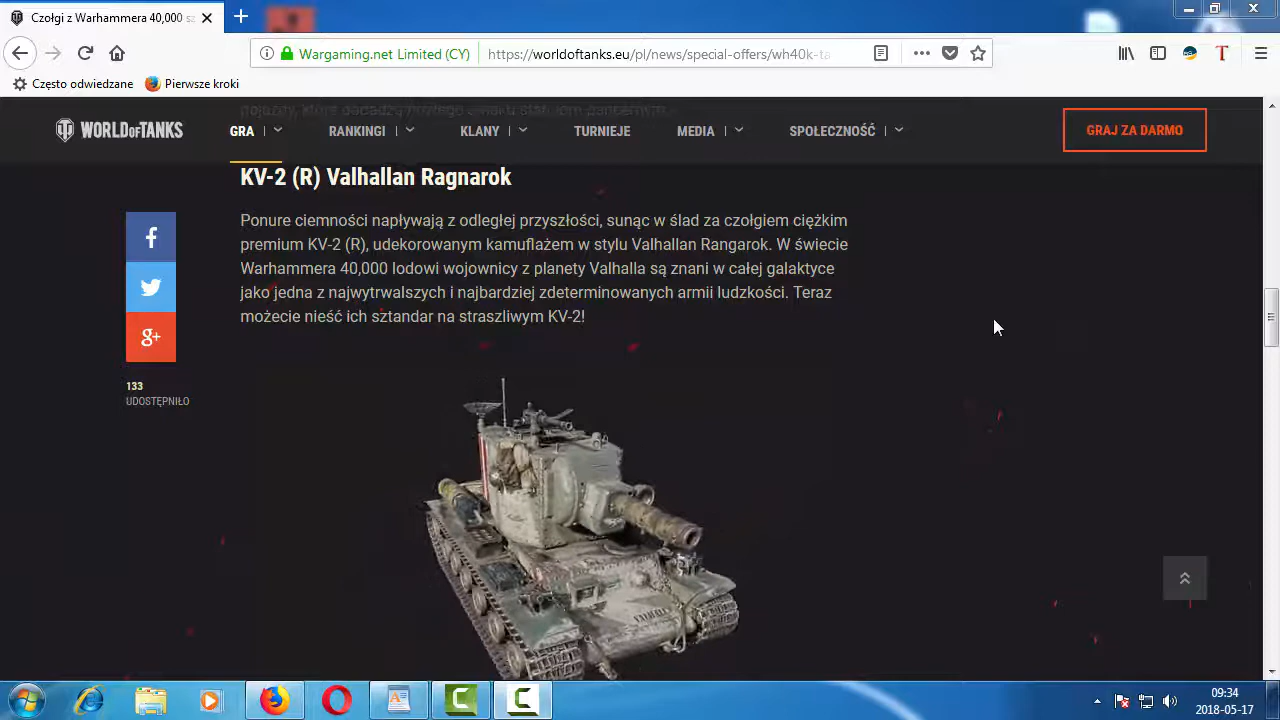 Czołgi z Warhammera 40,000 sz
Wargaming.net Limited (CY)
https://worldoftanks.eu/pl/news/special-offers/wh40k-ta
Często odwiedzane
Pierwsze kroki
WORLD OF TANKS
GRA
RANKINGI
KLANY
TURNIEJE
MEDIA
SPOŁECZNOŚĆ
GRAJ ZA DARMO
KV-2 (R) Valhallan Ragnarok
Ponure ciemności napływają z odległej przyszłości, sunąc w ślad za czołgiem ciężkim
premium KV-2 (R), udekorowanym kamuflażem w stylu Valhallan Rangarok. W świecie
Warhammera 40,000 lodowi wojownicy z planety Valhalla są znani w całej galaktyce
jako jedna z najwytrwalszych i najbardziej zdeterminowanych armii ludzkości. Teraz
możecie nieść ich sztandar na straszliwym KV-2!
133
UDOSTĘPNIŁO
09:34
2018-05-17